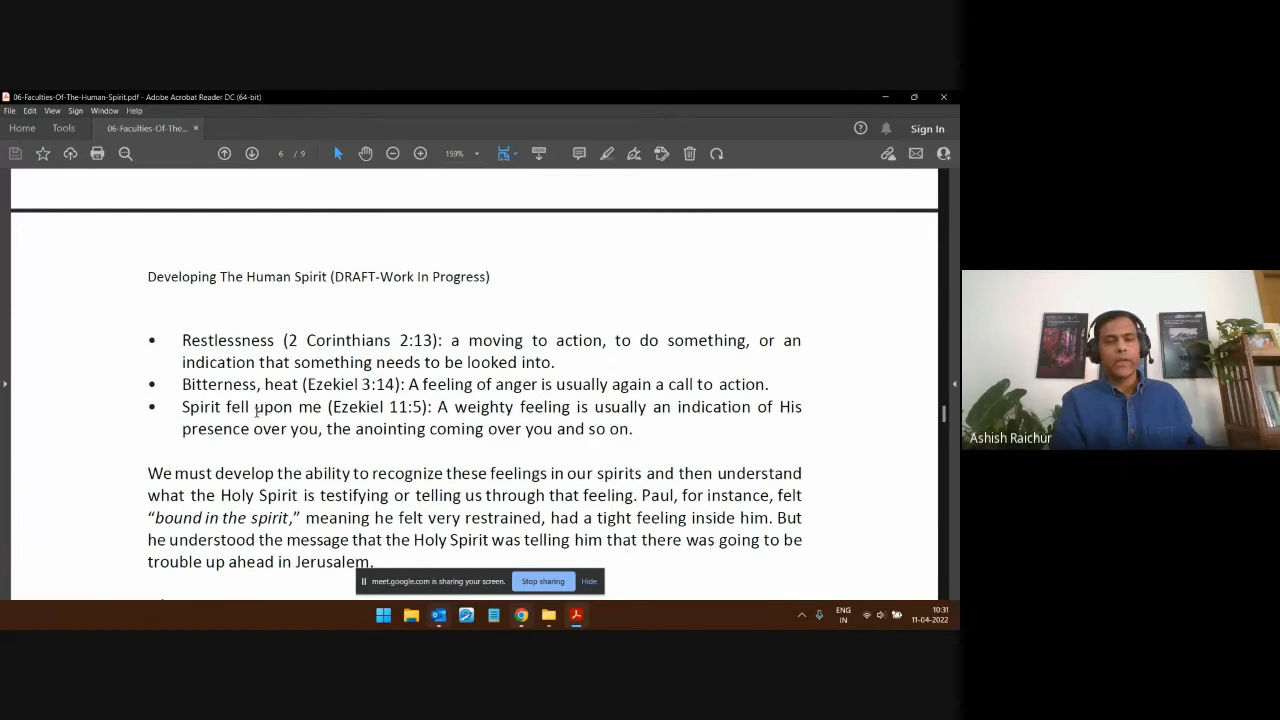 06-Faculties-Of-The-Human-Spirit.pdf - Adobe Acrobat Reader DC (64-bit)
File Edit View Sign Window Help
Home Tools 06-Faculties-Of-The... × Sign In
6 / 9 159%
Developing The Human Spirit (DRAFT-Work In Progress)
• Restlessness (2 Corinthians 2:13): a moving to action, to do something, or an
indication that something needs to be looked into.
• Bitterness, heat (Ezekiel 3:14): A feeling of anger is usually again a call to action.
• Spirit fell upon me (Ezekiel 11:5): A weighty feeling is usually an indication of His
presence over you, the anointing coming over you and so on.
We must develop the ability to recognize these feelings in our spirits and then understand
what the Holy Spirit is testifying or telling us through that feeling. Paul, for instance, felt
“bound in the spirit,” meaning he felt very restrained, had a tight feeling inside him. But
he understood the message that the Holy Spirit was telling him that there was going to be
trouble up ahead in Jerusalem.
meet.google.com is sharing your screen. Stop sharing Hide
ENG
IN
10:31
11-04-2022
Ashish Raichur